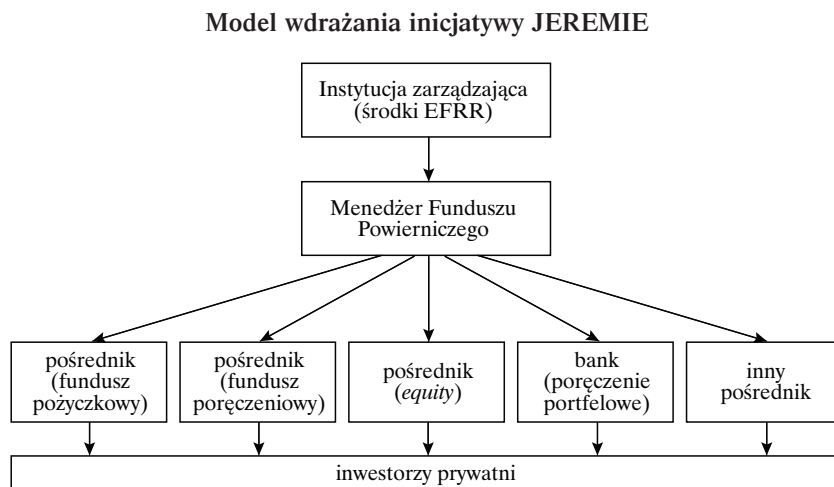 Model wdrażania inicjatywy JEREMIE
Instytucja zarządzająca
(środki EFRR)
Menedżer Funduszu
Powierniczego
pośrednik
(fundusz
pożyczkowy)
pośrednik
(fundusz
poręczeniowy)
pośrednik
(equity)
bank
(poręczenie
portfelowe)
inny
pośrednik
inwestorzy prywatni